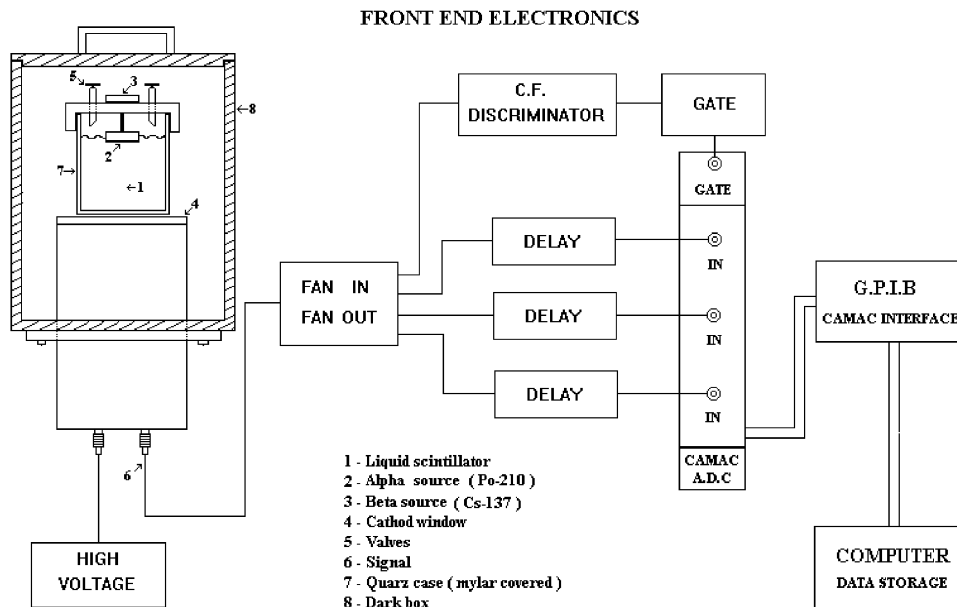 FRONT END ELECTRONICS
5
3
8
2
7
1
4
6
HIGH
VOLTAGE
FAN IN
FAN OUT
C.F.
DISCRIMINATOR
GATE
GATE
DELAY
IN
DELAY
IN
DELAY
IN
CAMAC
A.D.C
G.P.I.B
CAMAC INTERFACE
COMPUTER
DATA STORAGE
1 - Liquid scintillator
2 - Alpha source ( Po-210 )
3 - Beta source ( Cs-137 )
4 - Cathod window
5 - Valves
6 - Signal
7 - Quarz case ( mylar covered )
8 - Dark box